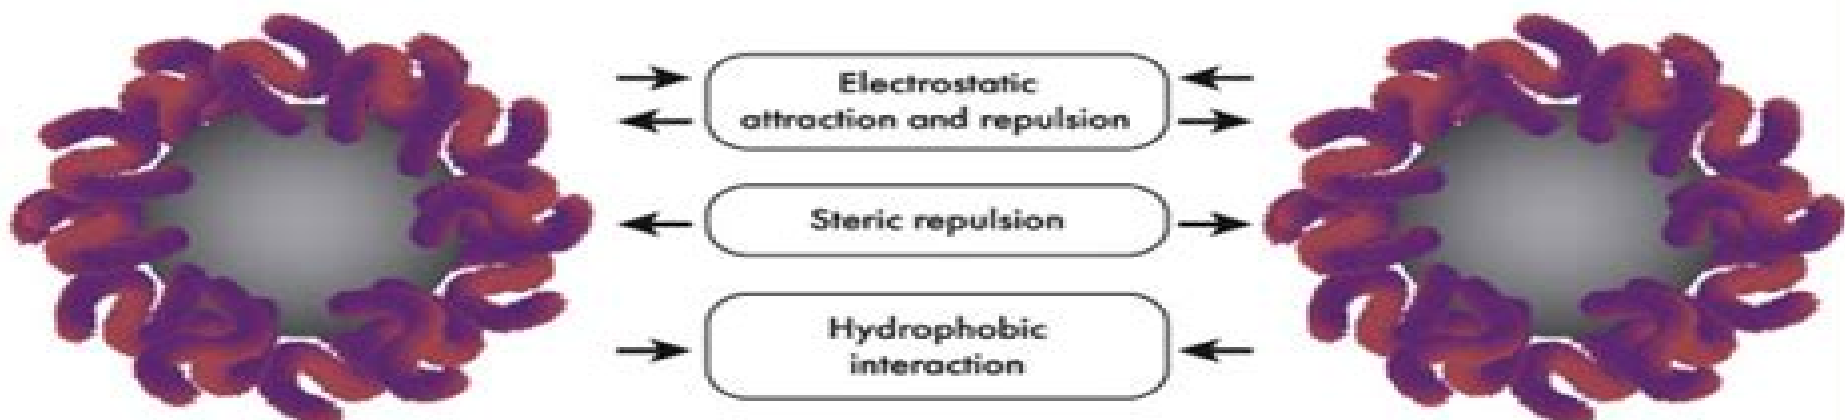 Electrostatic
attraction and repulsion
Steric repulsion
Hydrophobic
interaction